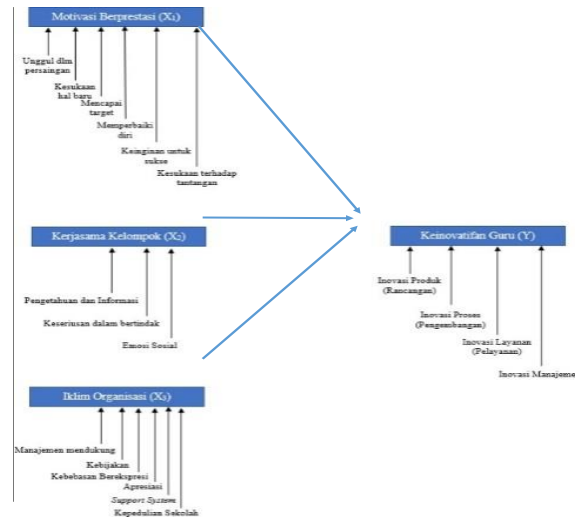 Motivasi Berprestasi (X₁)
Unggul dlm
persaingan
Kesukaan
hal baru
Mencapai
target
Memperbaiki
diri
Keinginan untuk
sukse
Kesukaan terhadap
tantangan
Kerjasama Kelompok (X₂)
Pengetahuan dan Informasi
Keseriusan dalam bertindak
Emosi Sosial
Iklim Organisasi (X₃)
Manajemen mendukung
Kebijakan
Kebebasan Berekspresi
Apresiasi
Support System
Kepedulian Sekolah
Keinovatifan Guru (Y)
Inovasi Produk
(Rancangan)
Inovasi Proses
(Pengembangan)
Inovasi Layanan
(Pelayanan)
Inovasi Manajeme